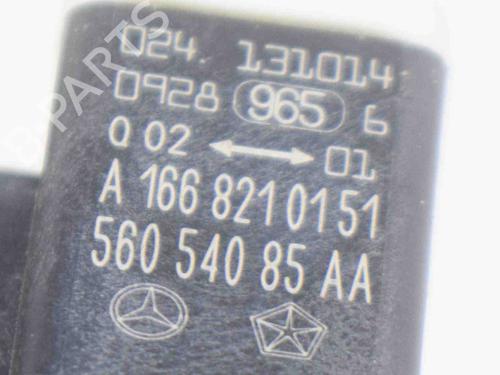 024. 131014
0928 965 6
Q 02 ↔ 01
A 166 821 01 51
560 540 85 AA
B-PARTS